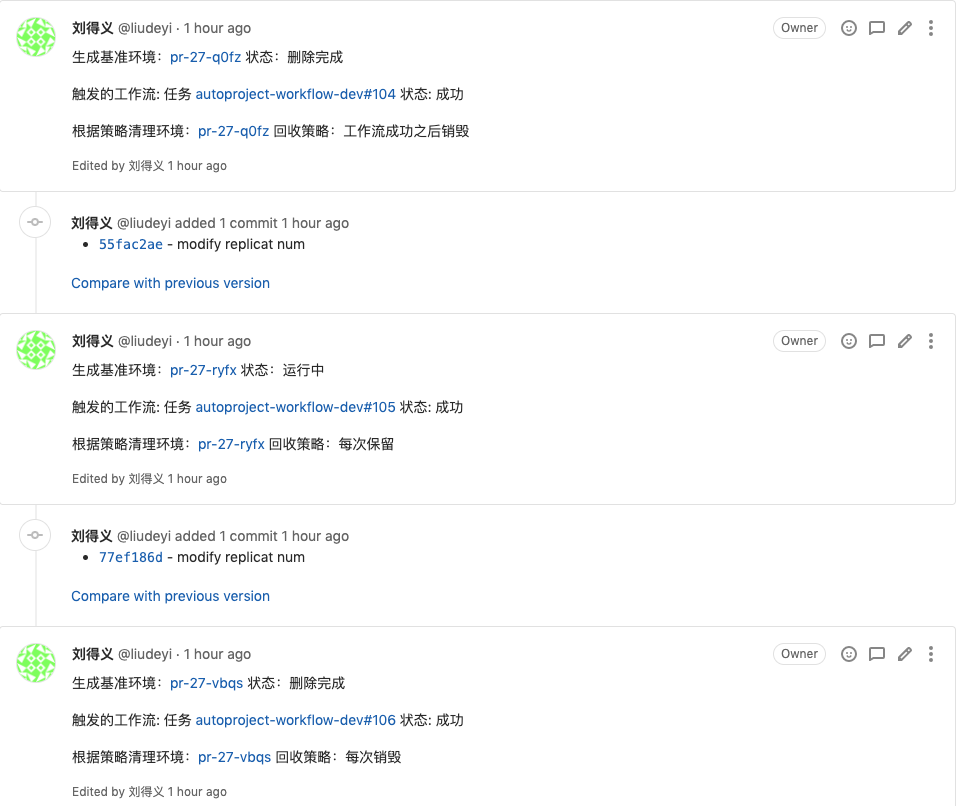 刘得义 @liudeyi · 1 hour ago Owner
生成基准环境：pr-27-q0fz 状态：删除完成
触发的工作流: 任务 autoproject-workflow-dev#104 状态: 成功
根据策略清理环境：pr-27-q0fz 回收策略：工作流成功之后销毁
Edited by 刘得义 1 hour ago
刘得义 @liudeyi added 1 commit 1 hour ago
• 55fac2ae - modify replicat num
Compare with previous version
刘得义 @liudeyi · 1 hour ago Owner
生成基准环境：pr-27-ryfx 状态：运行中
触发的工作流: 任务 autoproject-workflow-dev#105 状态: 成功
根据策略清理环境：pr-27-ryfx 回收策略：每次保留
Edited by 刘得义 1 hour ago
刘得义 @liudeyi added 1 commit 1 hour ago
• 77ef186d - modify replicat num
Compare with previous version
刘得义 @liudeyi · 1 hour ago Owner
生成基准环境：pr-27-vbqs 状态：删除完成
触发的工作流: 任务 autoproject-workflow-dev#106 状态: 成功
根据策略清理环境：pr-27-vbqs 回收策略：每次销毁
Edited by 刘得义 1 hour ago